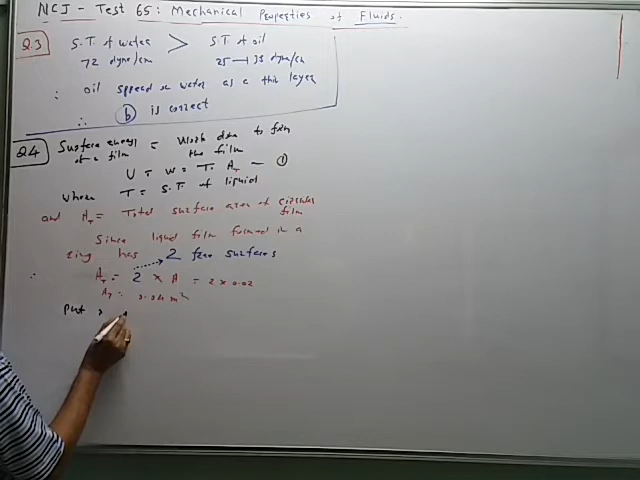 NCJ - Test 65: Mechanical Properties of Fluids.
Q.3 S.T of water > S.T of oil
72 dyne/cm 25 → 35 dyn/cm
∴ oil spread on water as a thin layer
∴ (b) is correct
Q4 Surface energy of a film = Work done to form the film
U = W = T. A_T — ①
where T = S.T of liquid
and A_T = Total surface area of circular film
Since liquid film formed in a
ring has 2 free surfaces
∴ A_T = 2 × A = 2 × 0.02
A_T = 0.04 m²
Put